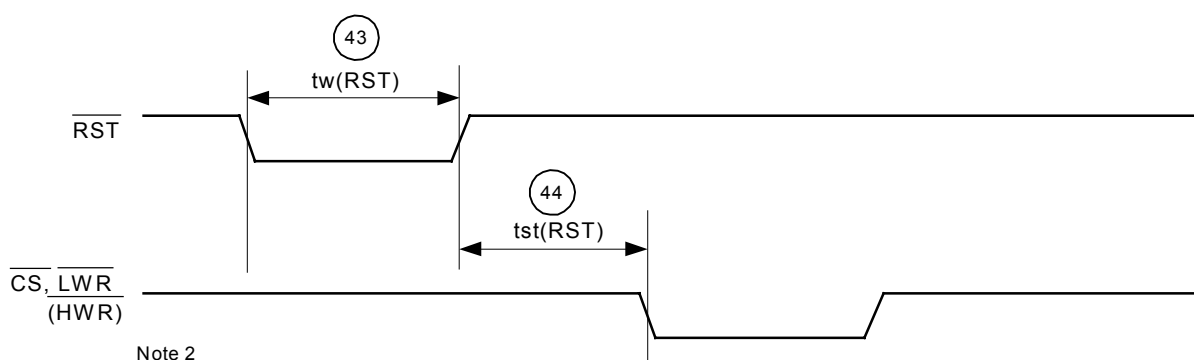 43
tw(RST)
RST
44
tst(RST)
CS, LWR
(HWR)
Note 2